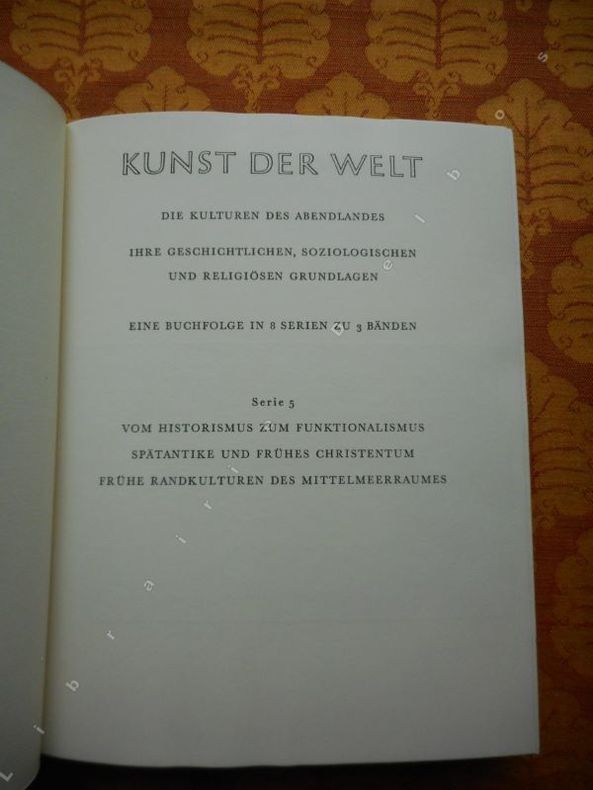 KUNST DER WELT
DIE KULTUREN DES ABENDLANDES
IHRE GESCHICHTLICHEN, SOZIOLOGISCHEN
UND RELIGIÖSEN GRUNDLAGEN
EINE BUCHFOLGE IN 8 SERIEN ZU 3 BÄNDEN
Serie 5
VOM HISTORISMUS ZUM FUNKTIONALISMUS
SPÄTANTIKE UND FRÜHES CHRISTENTUM
FRÜHE RANDKULTUREN DES MITTELMEERRAUMES